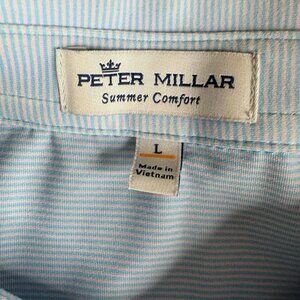 PETER MILLAR
Summer Comfort
L
Made in
Vietnam